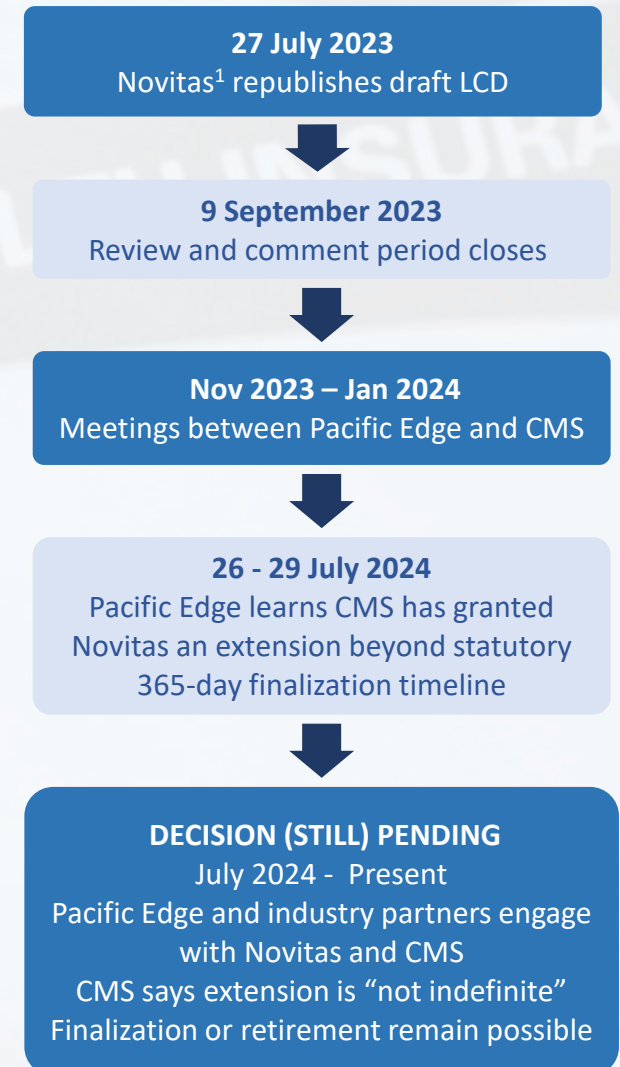 27 July 2023
Novitas¹ republishes draft LCD
9 September 2023
Review and comment period closes
Nov 2023 – Jan 2024
Meetings between Pacific Edge and CMS
26 - 29 July 2024
Pacific Edge learns CMS has granted
Novitas an extension beyond statutory
365-day finalization timeline
DECISION (STILL) PENDING
July 2024 - Present
Pacific Edge and industry partners engage
with Novitas and CMS
CMS says extension is “not indefinite”
Finalization or retirement remain possible